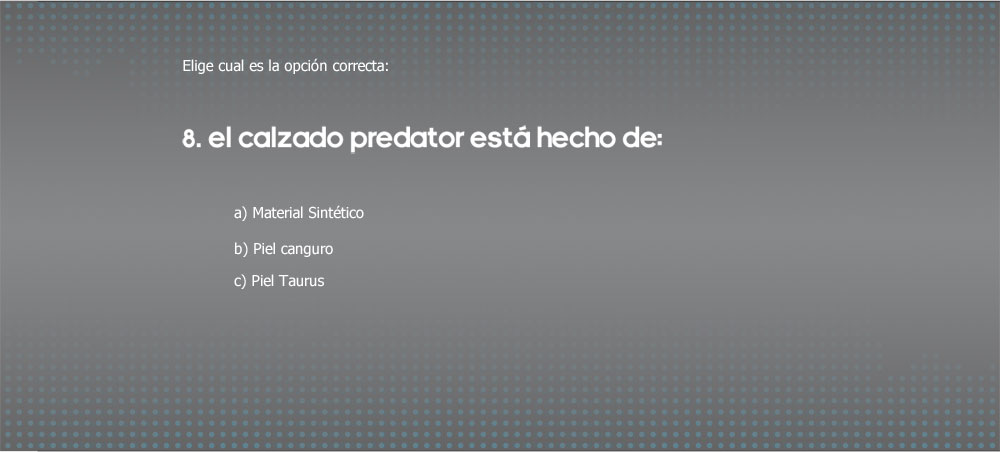 Elige cual es la opción correcta:
8. el calzado predator está hecho de:
a) Material Sintético
b) Piel canguro
c) Piel Taurus